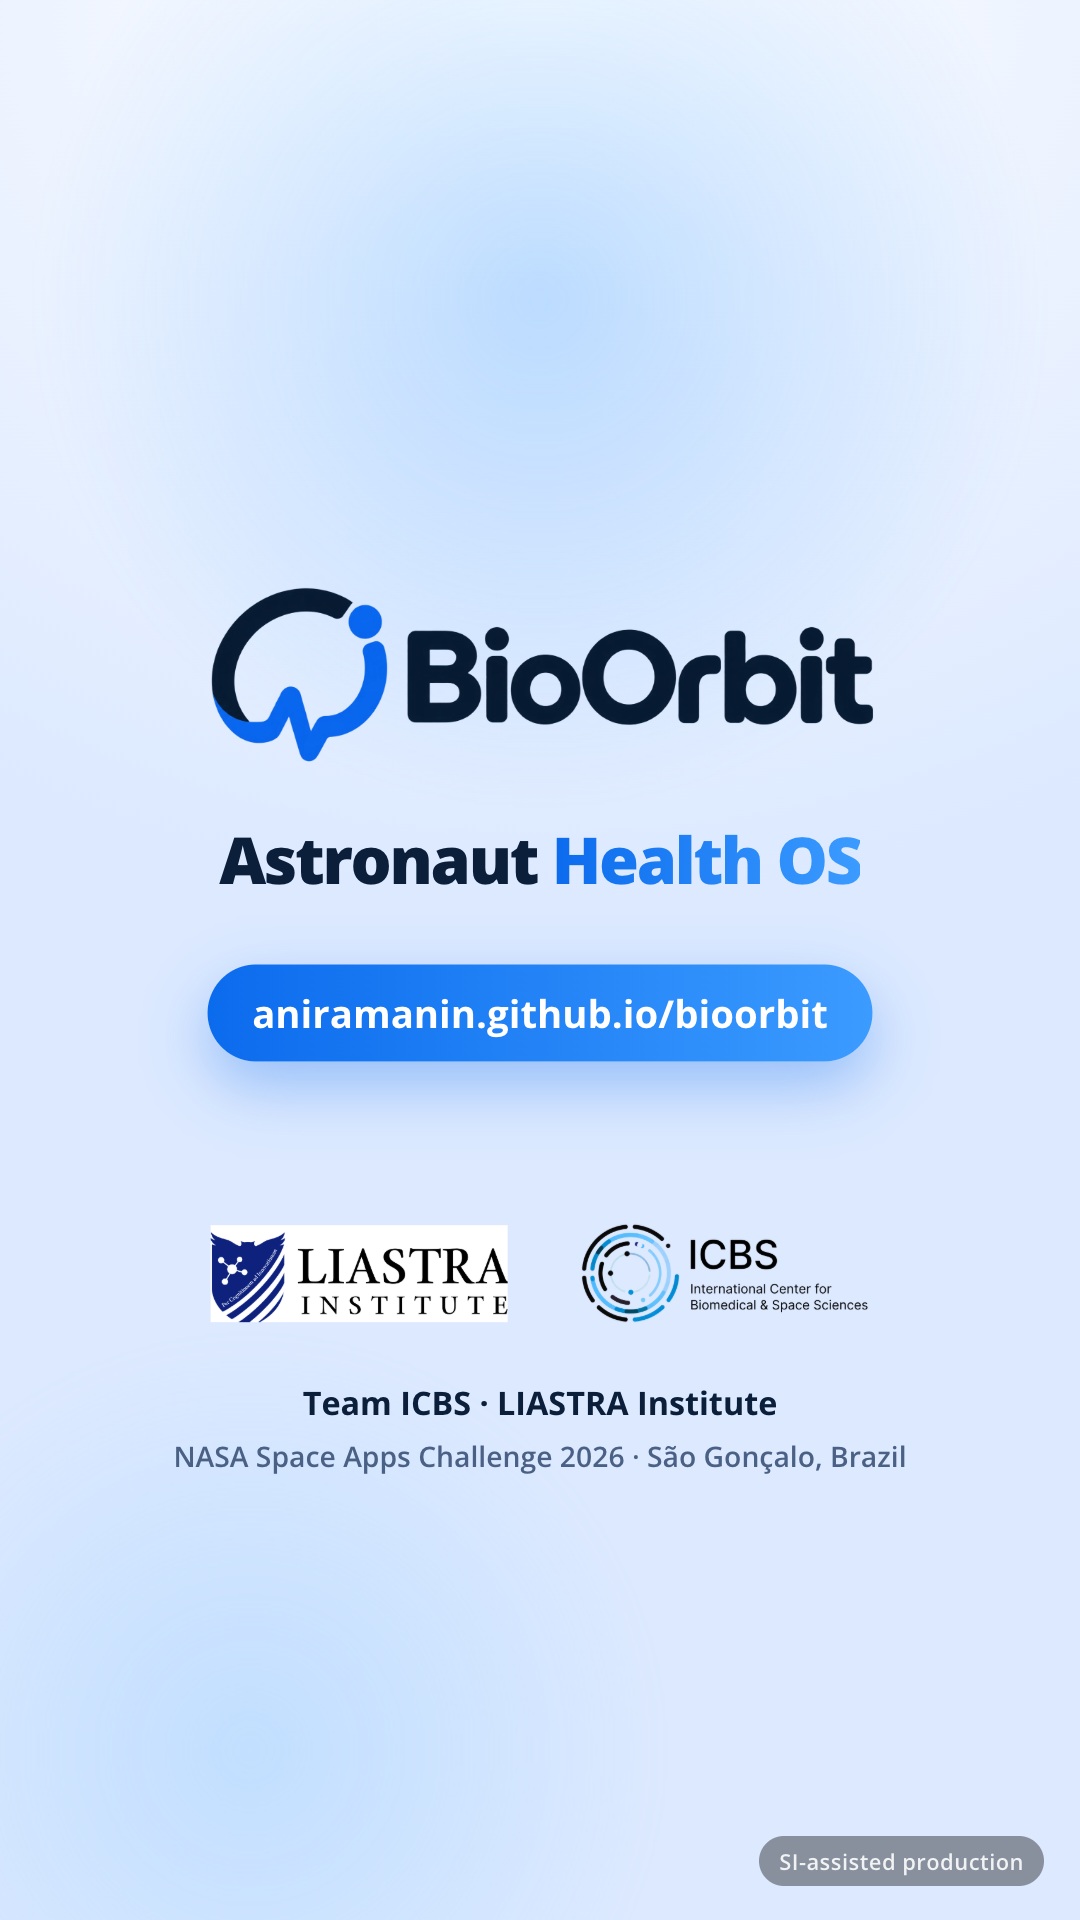 BioOrbit
Astronaut Health OS
aniramanin.github.io/bioorbit
LIASTRA
INSTITUTE
ICBS
International Center for
Biomedical & Space Sciences
Team ICBS · LIASTRA Institute
NASA Space Apps Challenge 2026 · São Gonçalo, Brazil
SI-assisted production